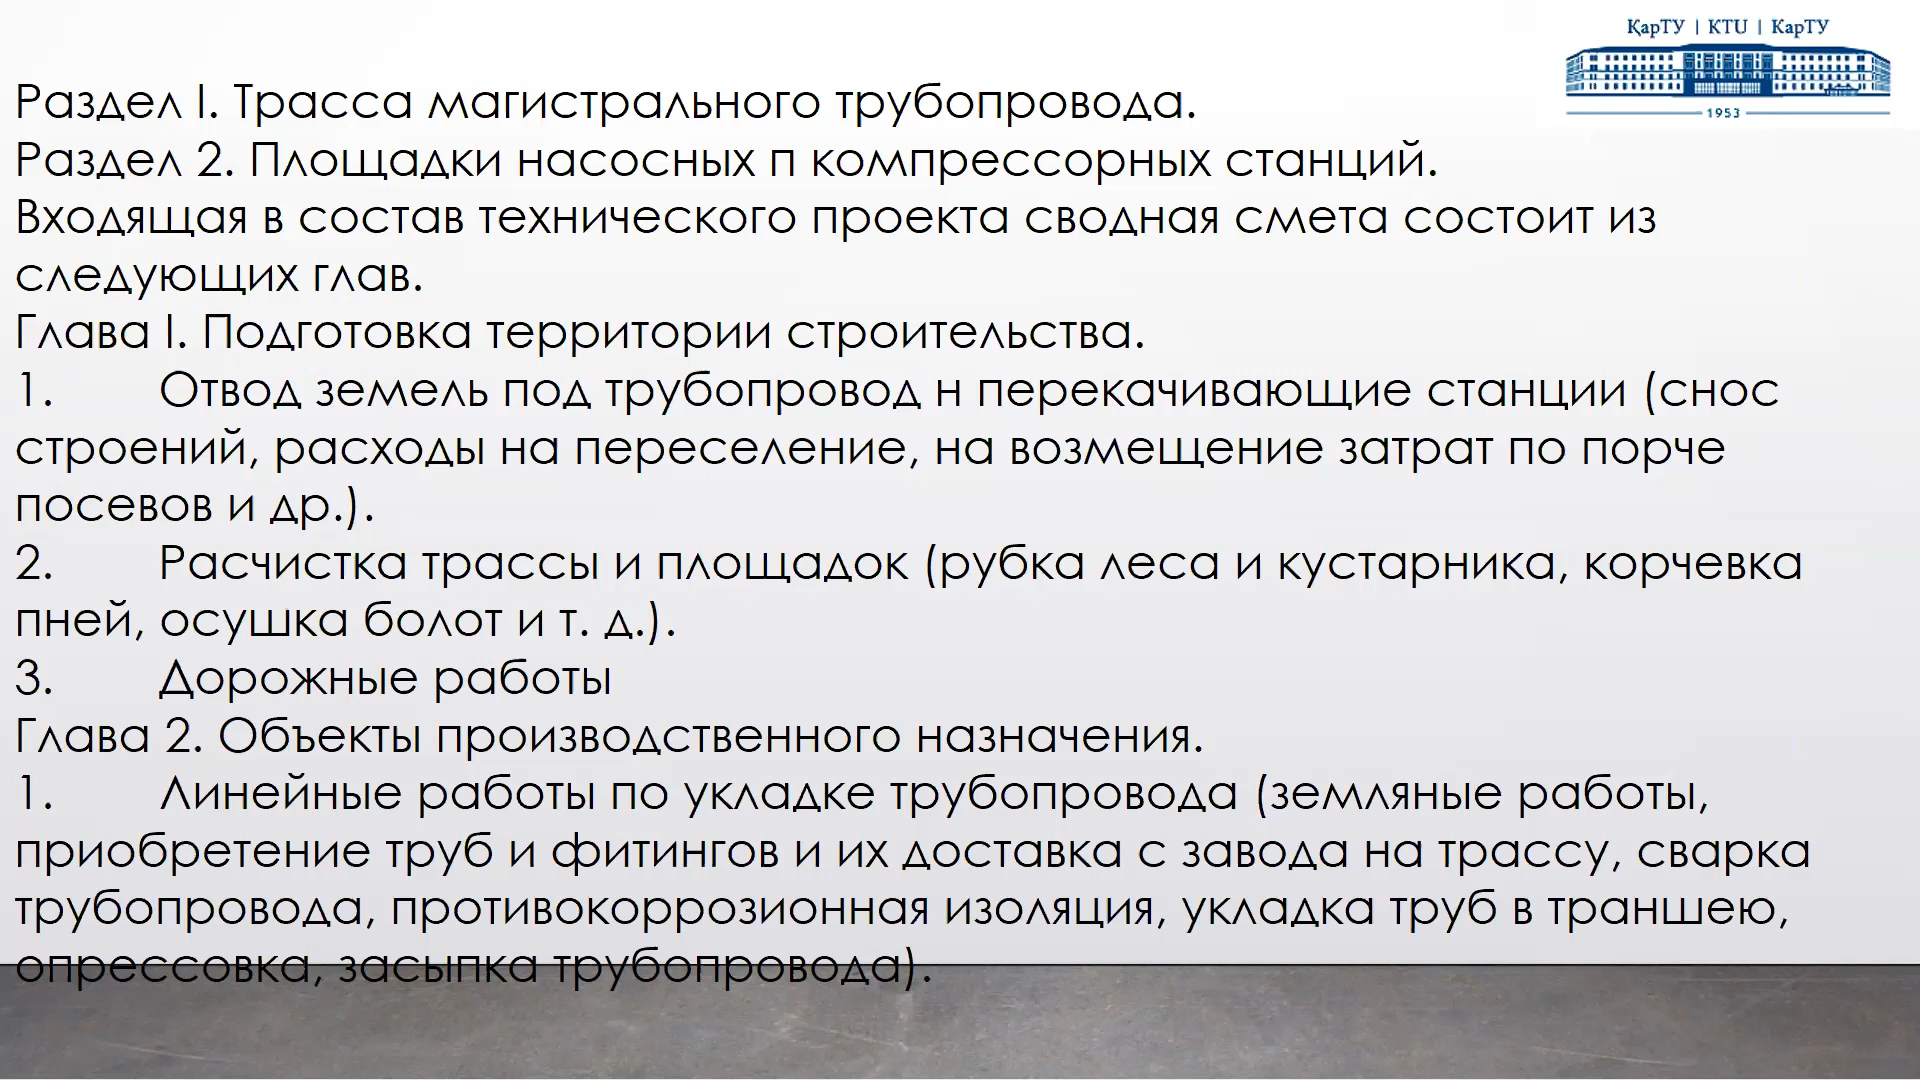 ҚарТУ | KTU | КарТУ
1953
Раздел I. Трасса магистрального трубопровода.
Раздел 2. Площадки насосных п компрессорных станций.
Входящая в состав технического проекта сводная смета состоит из
следующих глав.
Глава I. Подготовка территории строительства.
1. Отвод земель под трубопровод н перекачивающие станции (снос
строений, расходы на переселение, на возмещение затрат по порче
посевов и др.).
2. Расчистка трассы и площадок (рубка леса и кустарника, корчевка
пней, осушка болот и т. д.).
3. Дорожные работы
Глава 2. Объекты производственного назначения.
1. Линейные работы по укладке трубопровода (земляные работы,
приобретение труб и фитингов и их доставка с завода на трассу, сварка
трубопровода, противокоррозионная изоляция, укладка труб в траншею,
опрессовка, засыпка трубопровода).